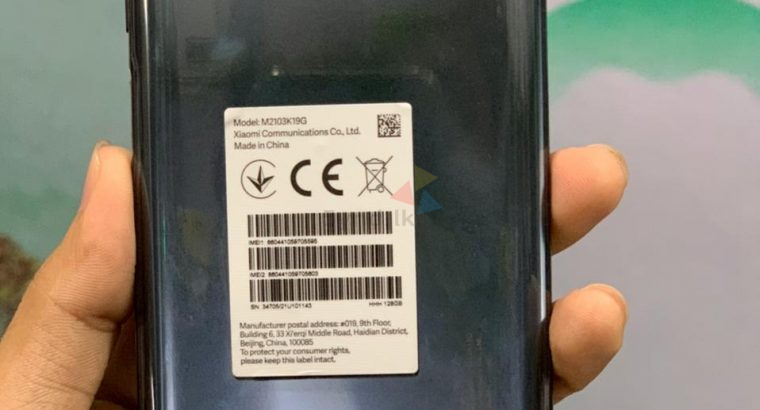 Model: M2103K19G
Xiaomi Communications Co., Ltd.
Made in China
CE
IMEI1: 860441059705595
IMEI2: 860441059705603
SN: 34705/21U101143 HHH 128GB
Manufacturer postal address: #019, 9th Floor,
Building 6, 33 Xi'erqi Middle Road, Haidian District,
Beijing, China, 100085
To protect your consumer rights,
please keep this label intact.